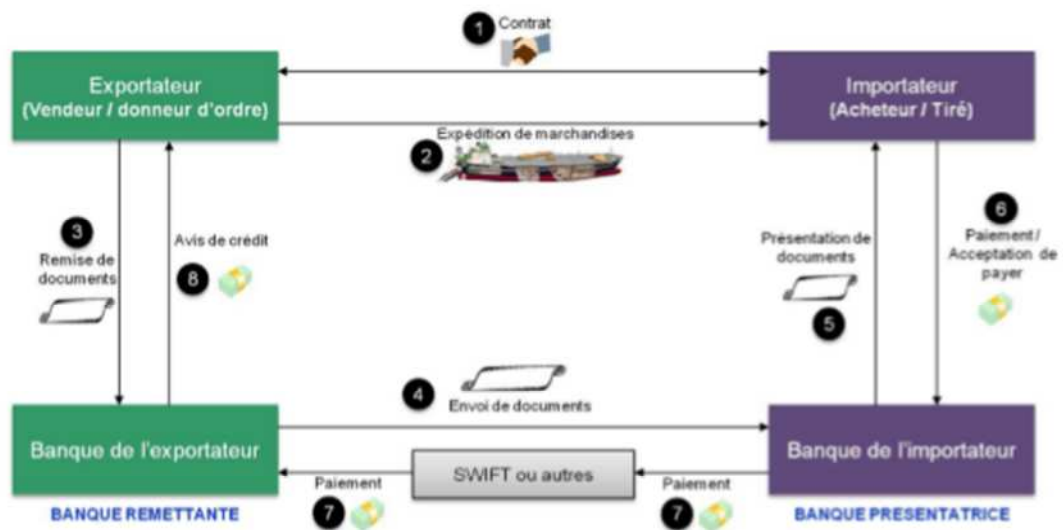 1
Contrat
Exportateur
(Vendeur / donneur d'ordre)
Importateur
(Acheteur / Tiré)
Expédition de marchandises
2
3
Remise de
documents
Avis de crédit
8
Présentation de
documents
5
6
Paiement /
Acceptation de
payer
4
Envoi de documents
Banque de l'exportateur
SWIFT ou autres
Banque de l'importateur
Paiement
7
Paiement
7
BANQUE REMETTANTE
BANQUE PRESENTATRICE